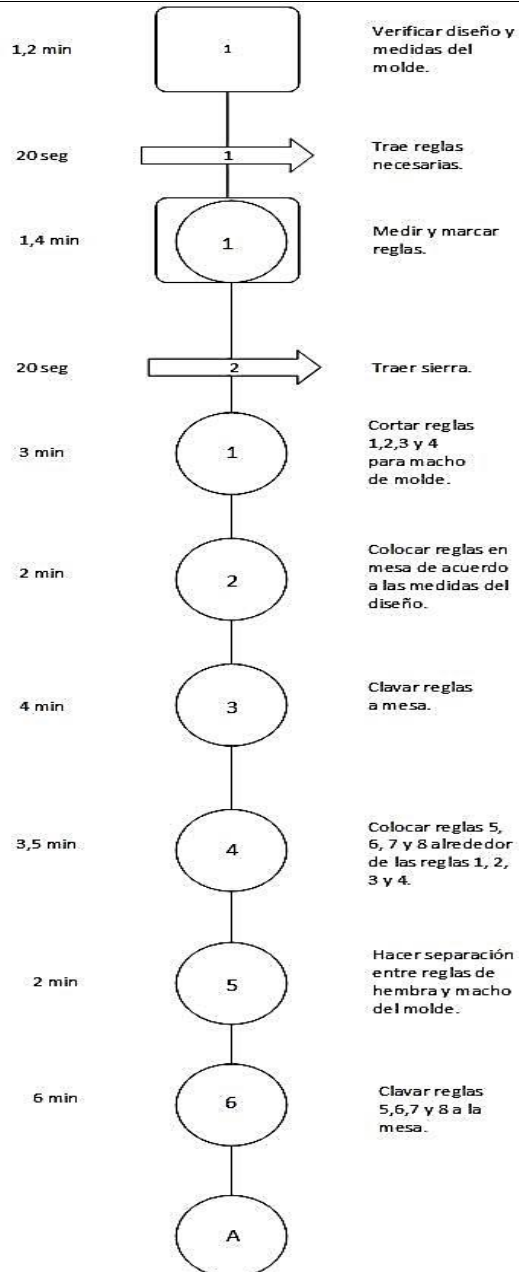 1,2 min
1
Verificar diseño y
medidas del
molde.
20 seg
1
Trae reglas
necesarias.
1,4 min
1
Medir y marcar
reglas.
20 seg
2
Traer sierra.
3 min
1
Cortar reglas
1,2,3 y 4
para macho
de molde.
2 min
2
Colocar reglas en
mesa de acuerdo
a las medidas del
diseño.
4 min
3
Clavar reglas
a mesa.
3,5 min
4
Colocar reglas 5,
6, 7 y 8 alrededor
de las reglas 1, 2,
3 y 4.
2 min
5
Hacer separación
entre reglas de
hembra y macho
del molde.
6 min
6
Clavar reglas
5,6,7 y 8 a la
mesa.
A